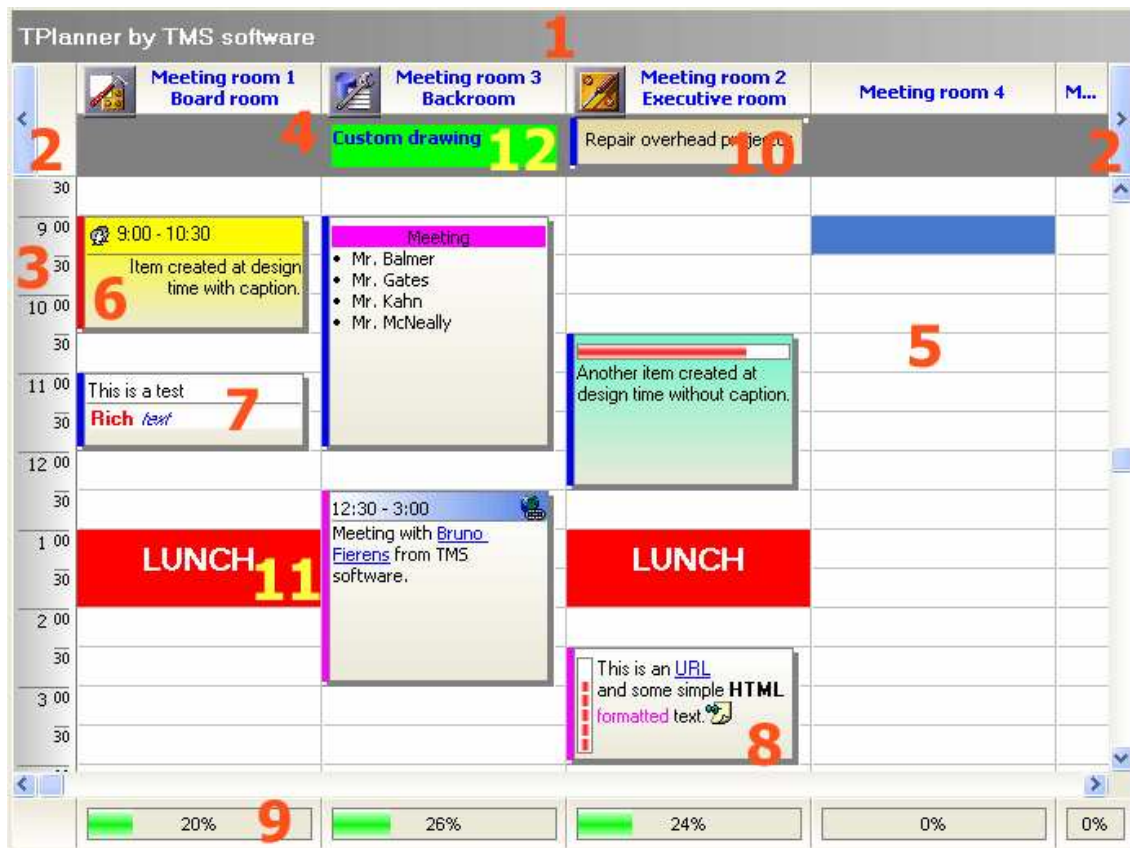 TPlanner by TMS software
1
Meeting room 1
Board room
Meeting room 3
Backroom
Meeting room 2
Executive room
Meeting room 4
M...
2
4
Custom drawing
12
Repair overhead projector
10
2
30
9 00
9:00 - 10:30
Meeting
3
30
6
Item created at design
time with caption.
• Mr. Balmer
• Mr. Gates
• Mr. Kahn
• Mr. McNeally
10 00
30
5
Another item created at
design time without caption.
11 00
This is a test
7
30
Rich text
12 00
30
12:30 - 3:00
Meeting with Bruno
Fierens from TMS
software.
1 00
LUNCH
11
LUNCH
30
2 00
30
This is an URL
and some simple HTML
formatted text.
8
3 00
30
20%
9
26%
24%
0%
0%